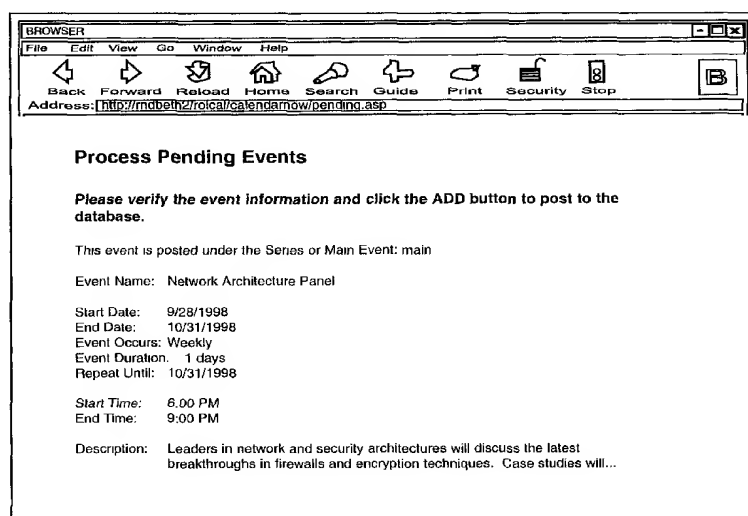 BROWSER
File Edit View Go Window Help
Back Forward Reload Home Search Guide Print Security Stop
B
Address: http://rndbeth2/rotcal/calendarnow/pending.asp
Process Pending Events
Please verify the event information and click the ADD button to post to the
database.
This event is posted under the Series or Main Event: main
Event Name: Network Architecture Panel
Start Date: 9/28/1998
End Date: 10/31/1998
Event Occurs: Weekly
Event Duration. 1 days
Repeat Until: 10/31/1998
Start Time: 6.00 PM
End Time: 9:00 PM
Description: Leaders in network and security architectures will discuss the latest
breakthroughs in firewalls and encryption techniques. Case studies will...